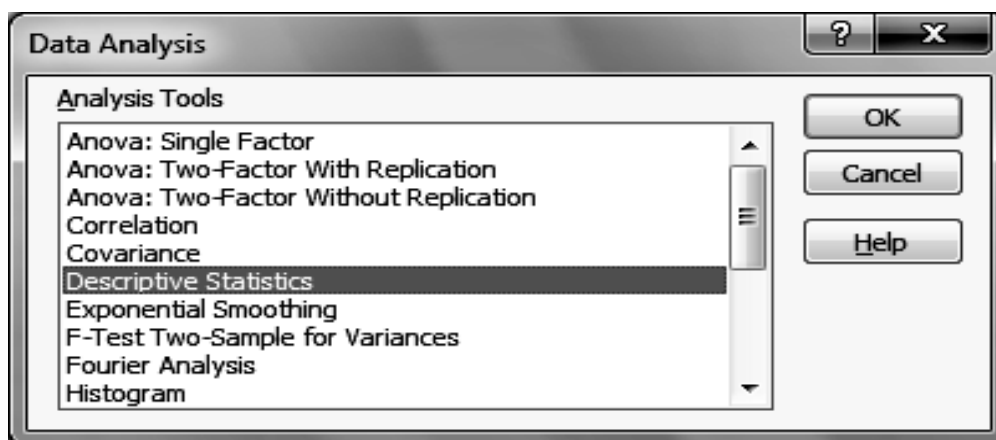 Data Analysis
?
X
Analysis Tools
Anova: Single Factor
Anova: Two-Factor With Replication
Anova: Two-Factor Without Replication
Correlation
Covariance
Descriptive Statistics
Exponential Smoothing
F-Test Two-Sample for Variances
Fourier Analysis
Histogram
OK
Cancel
Help